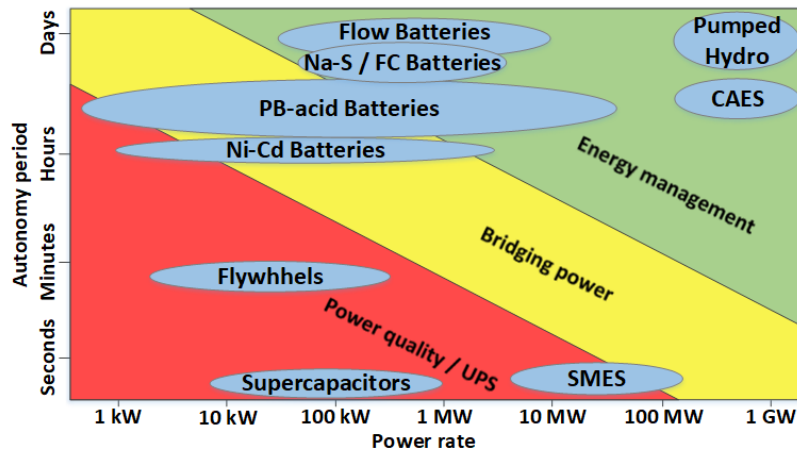 Days
Hours
Minutes
Seconds
Autonomy period
Flow Batteries
Na-S / FC Batteries
PB-acid Batteries
Ni-Cd Batteries
Flywhhels
Supercapacitors
SMES
Pumped
Hydro
CAES
Energy management
Bridging power
Power quality / UPS
1 kW
10 kW
100 kW
1 MW
10 MW
100 MW
1 GW
Power rate